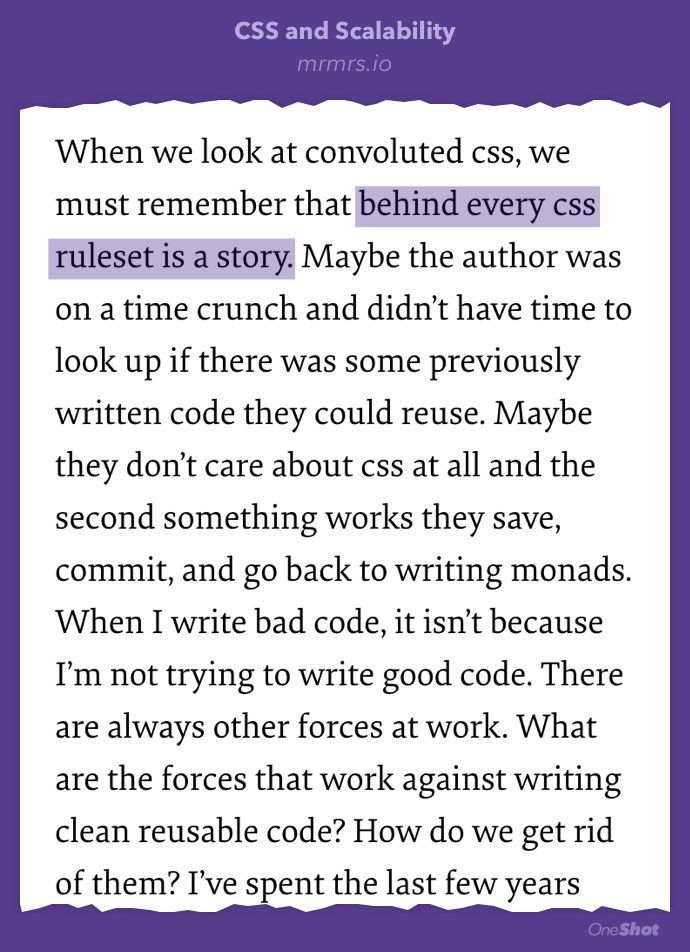 CSS and Scalability
mrmrs.io
When we look at convoluted css, we
must remember that behind every css
ruleset is a story. Maybe the author was
on a time crunch and didn’t have time to
look up if there was some previously
written code they could reuse. Maybe
they don’t care about css at all and the
second something works they save,
commit, and go back to writing monads.
When I write bad code, it isn’t because
I’m not trying to write good code. There
are always other forces at work. What
are the forces that work against writing
clean reusable code? How do we get rid
of them? I’ve spent the last few years
OneShot